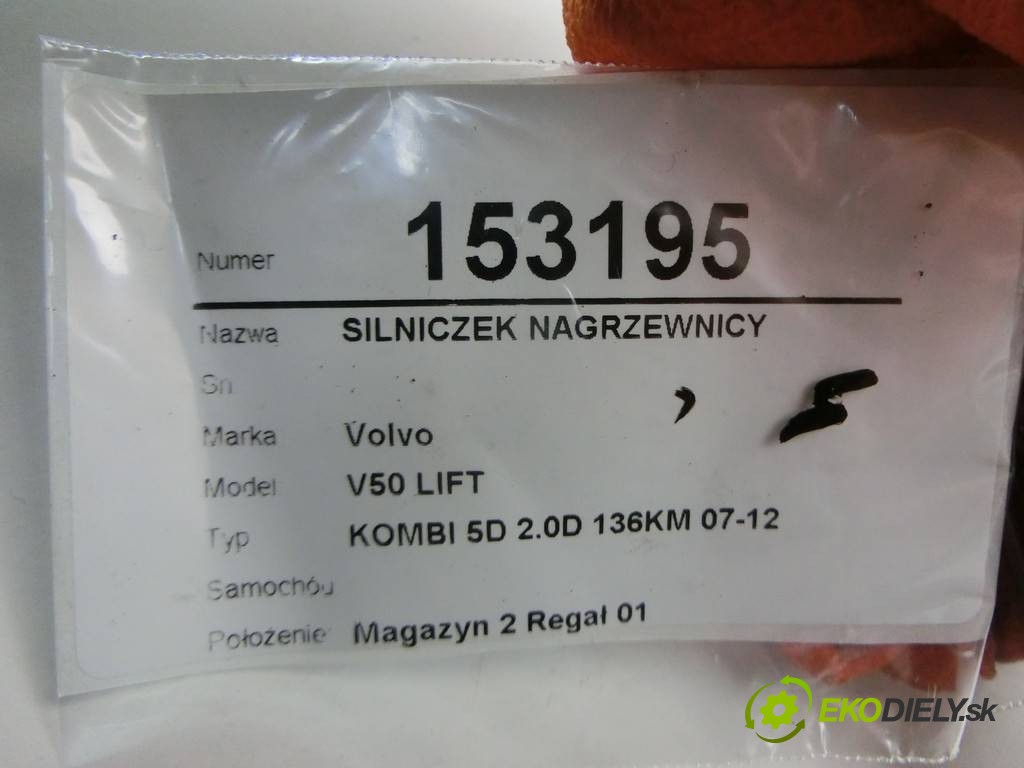 Numer 153195
Nazwa SILNICZEK NAGRZEWNICY
Sn
Marka Volvo
Model V50 LIFT
Typ KOMBI 5D 2.0D 136KM 07-12
Samochód
Położenie Magazyn 2 Regał 01
EKODIELY.sk